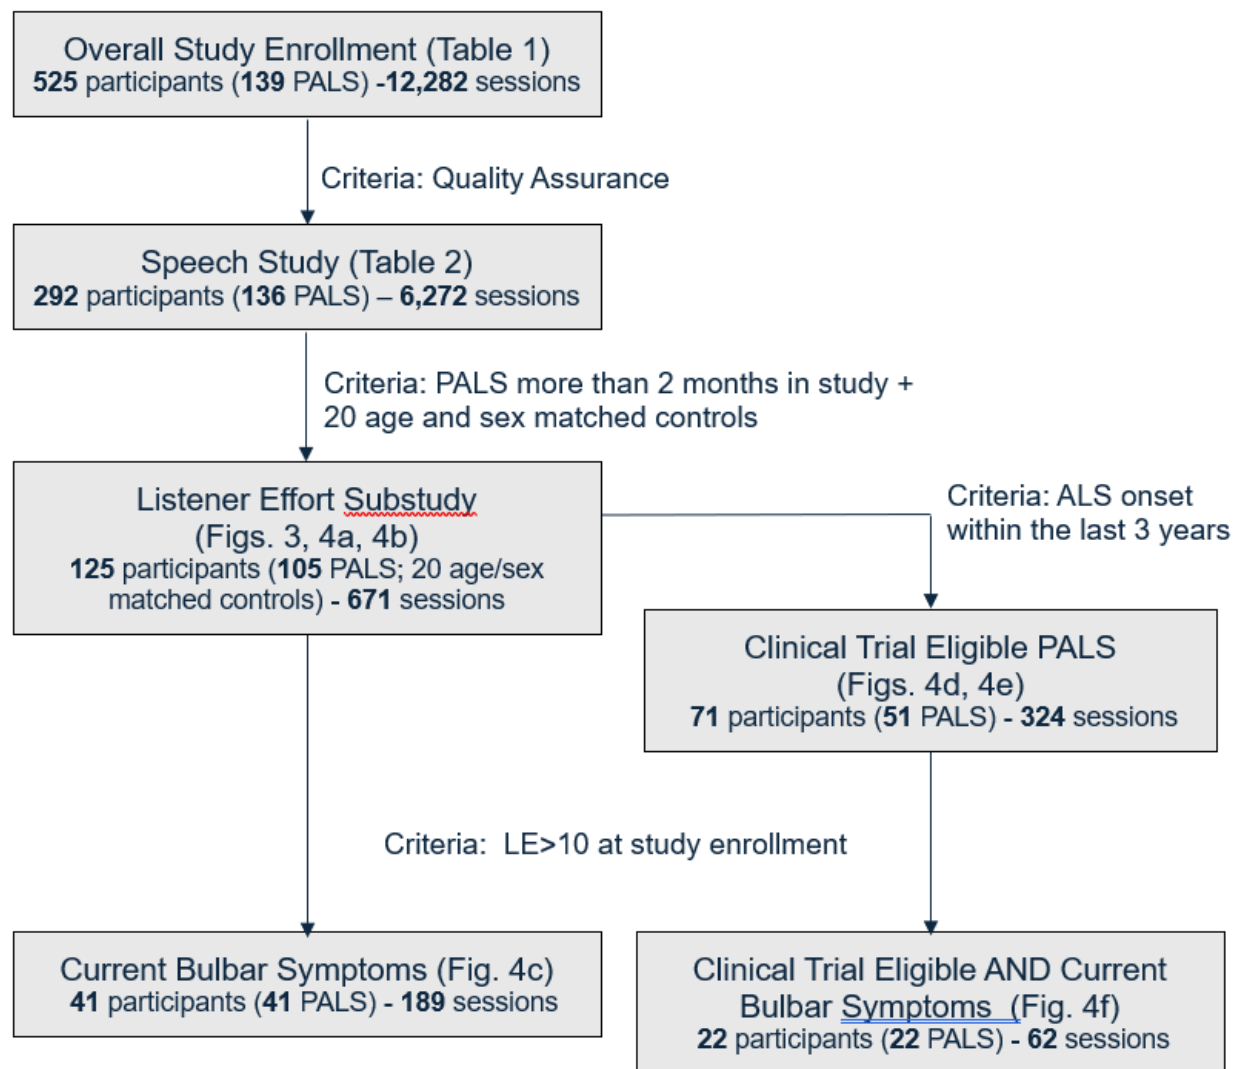 Overall Study Enrollment (Table 1)
525 participants (139 PALS) -12,282 sessions
Criteria: Quality Assurance
Speech Study (Table 2)
292 participants (136 PALS) – 6,272 sessions
Criteria: PALS more than 2 months in study +
20 age and sex matched controls
Listener Effort Substudy
(Figs. 3, 4a, 4b)
125 participants (105 PALS; 20 age/sex
matched controls) - 671 sessions
Criteria: ALS onset
within the last 3 years
Clinical Trial Eligible PALS
(Figs. 4d, 4e)
71 participants (51 PALS) - 324 sessions
Criteria:  LE>10 at study enrollment
Current Bulbar Symptoms (Fig. 4c)
41 participants (41 PALS) - 189 sessions
Clinical Trial Eligible AND Current
Bulbar Symptoms  (Fig. 4f)
22 participants (22 PALS) - 62 sessions